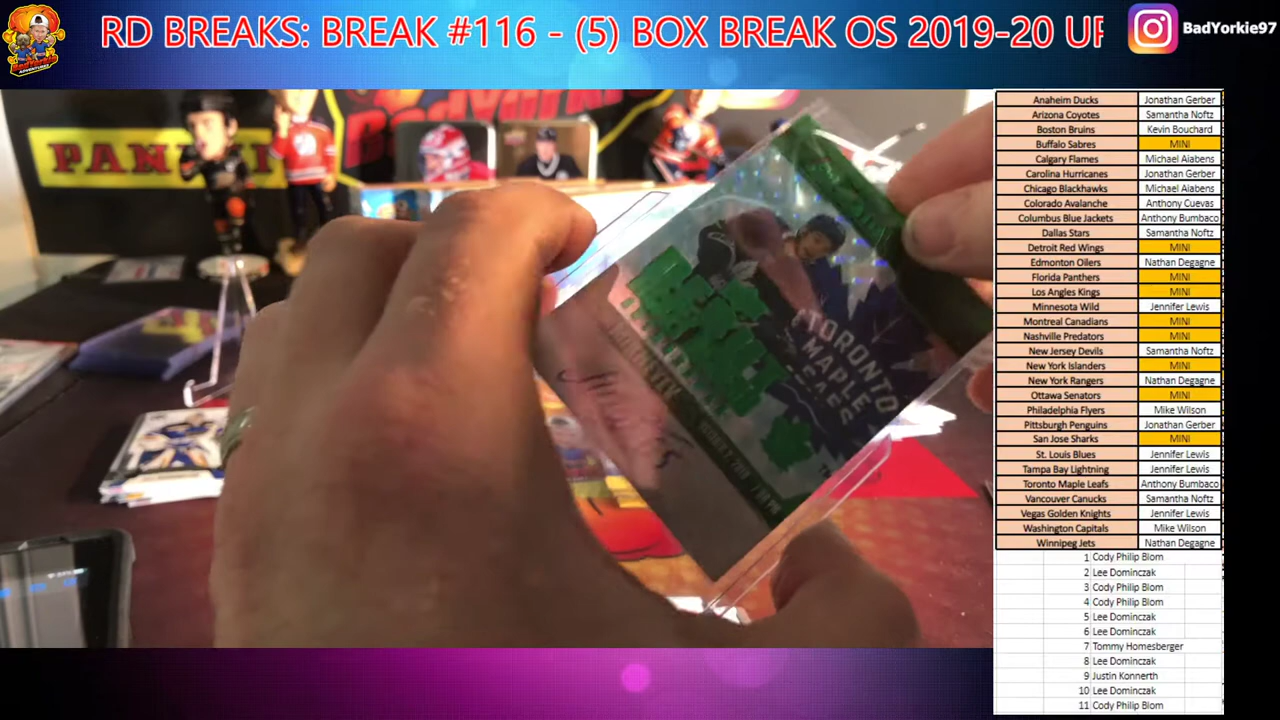 RD BREAKS: BREAK #116 - (5) BOX BREAK OS 2019-20 UP
BadYorkie97
PANINI
TORONTO
MAPLE
LEAFS
Anaheim Ducks Jonathan Gerber
Arizona Coyotes Samantha Noftz
Boston Bruins Kevin Bouchard
Buffalo Sabres MINI
Calgary Flames Michael Aiabens
Carolina Hurricanes Jonathan Gerber
Chicago Blackhawks Michael Aiabens
Colorado Avalanche Anthony Cuevas
Columbus Blue Jackets Anthony Bumbaco
Dallas Stars Samantha Noftz
Detroit Red Wings MINI
Edmonton Oilers Nathan Degagne
Florida Panthers MINI
Los Angles Kings MINI
Minnesota Wild Jennifer Lewis
Montreal Canadians MINI
Nashville Predators MINI
New Jersey Devils Samantha Noftz
New York Islanders MINI
New York Rangers Nathan Degagne
Ottawa Senators MINI
Philadelphia Flyers Mike Wilson
Pittsburgh Penguins Jonathan Gerber
San Jose Sharks MINI
St. Louis Blues Jennifer Lewis
Tampa Bay Lightning Jennifer Lewis
Toronto Maple Leafs Anthony Bumbaco
Vancouver Canucks Samantha Noftz
Vegas Golden Knights Jennifer Lewis
Washington Capitals Mike Wilson
Winnipeg Jets Nathan Degagne
1 Cody Philip Blom
2 Lee Dominczak
3 Cody Philip Blom
4 Cody Philip Blom
5 Lee Dominczak
6 Lee Dominczak
7 Tommy Homesberger
8 Lee Dominczak
9 Justin Konnerth
10 Lee Dominczak
11 Cody Philip Blom